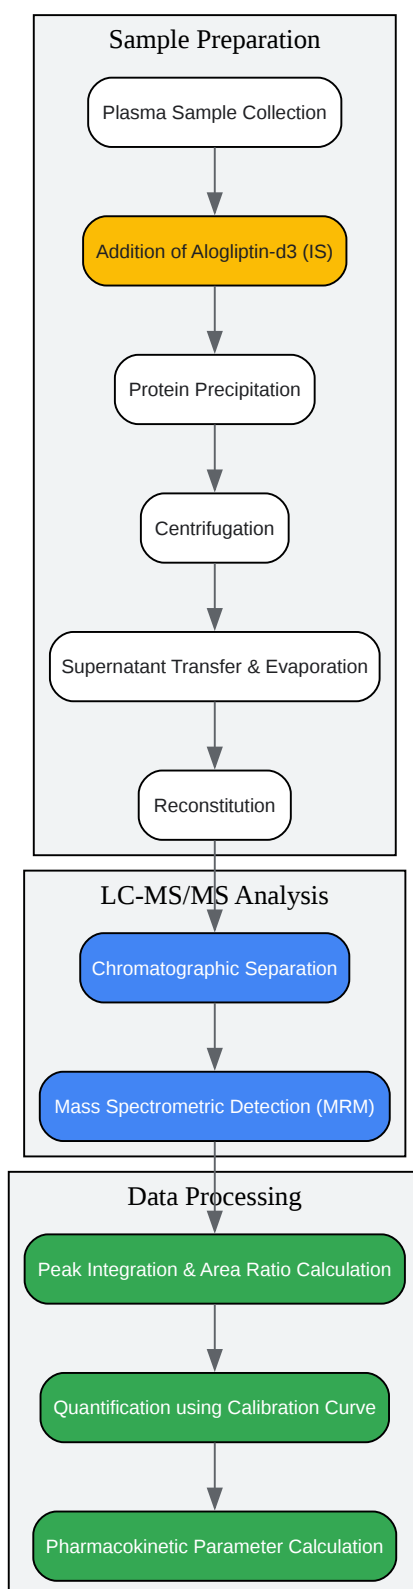 Sample Preparation
Plasma Sample Collection
Addition of Alogliptin-d3 (IS)
Protein Precipitation
Centrifugation
Supernatant Transfer & Evaporation
Reconstitution
LC-MS/MS Analysis
Chromatographic Separation
Mass Spectrometric Detection (MRM)
Data Processing
Peak Integration & Area Ratio Calculation
Quantification using Calibration Curve
Pharmacokinetic Parameter Calculation